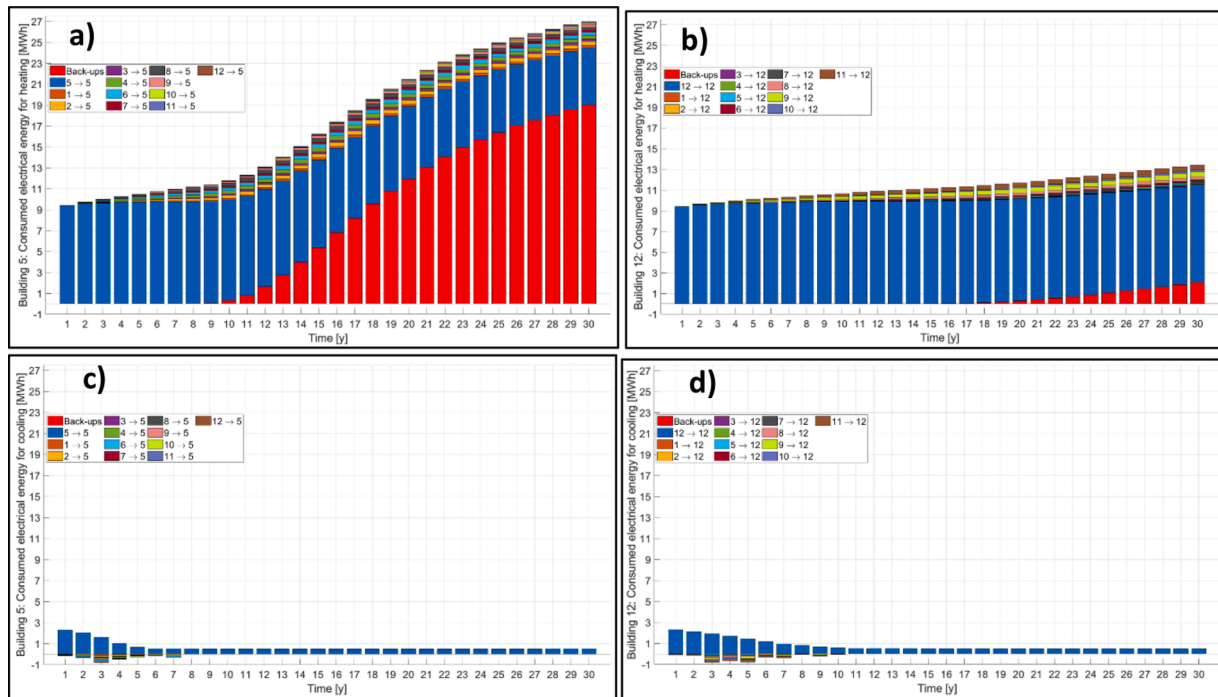 a)
Building 5: Consumed electrical energy for heating [MWh]
27
25
23
21
19
17
15
13
11
9
7
5
3
1
-1
Back-ups 3 → 5 8 → 5 12 → 5
5 → 5 4 → 5 9 → 5
1 → 5 6 → 5 10 → 5
2 → 5 7 → 5 11 → 5
1 2 3 4 5 6 7 8 9 10 11 12 13 14 15 16 17 18 19 20 21 22 23 24 25 26 27 28 29 30
Time [y]
b)
Building 12: Consumed electrical energy for heating [MWh]
27
25
23
21
19
17
15
13
11
9
7
5
3
1
-1
Back-ups 3 → 12 7 → 12 11 → 12
12 → 12 4 → 12 8 → 12
1 → 12 5 → 12 9 → 12
2 → 12 6 → 12 10 → 12
1 2 3 4 5 6 7 8 9 10 11 12 13 14 15 16 17 18 19 20 21 22 23 24 25 26 27 28 29 30
Time [y]
c)
Building 5: Consumed electrical energy for cooling [MWh]
27
25
23
21
19
17
15
13
11
9
7
5
3
1
-1
Back-ups 3 → 5 8 → 5 12 → 5
5 → 5 4 → 5 9 → 5
1 → 5 6 → 5 10 → 5
2 → 5 7 → 5 11 → 5
1 2 3 4 5 6 7 8 9 10 11 12 13 14 15 16 17 18 19 20 21 22 23 24 25 26 27 28 29 30
Time [y]
d)
Building 12: Consumed electrical energy for cooling [MWh]
27
25
23
21
19
17
15
13
11
9
7
5
3
1
-1
Back-ups 3 → 12 7 → 12 11 → 12
12 → 12 4 → 12 8 → 12
1 → 12 5 → 12 9 → 12
2 → 12 6 → 12 10 → 12
1 2 3 4 5 6 7 8 9 10 11 12 13 14 15 16 17 18 19 20 21 22 23 24 25 26 27 28 29 30
Time [y]